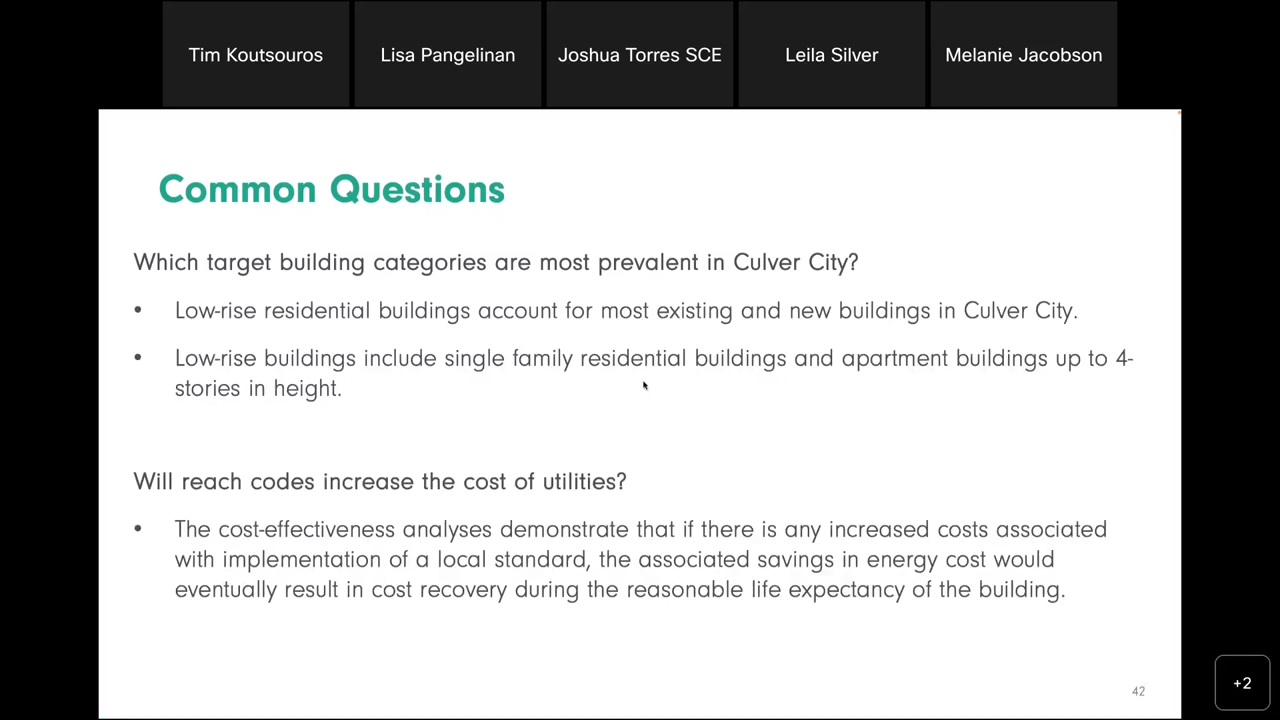 Tim Koutsouros
Lisa Pangelinan
Joshua Torres SCE
Leila Silver
Melanie Jacobson
Common Questions
Which target building categories are most prevalent in Culver City?
• Low-rise residential buildings account for most existing and new buildings in Culver City.
• Low-rise buildings include single family residential buildings and apartment buildings up to 4-
stories in height.
Will reach codes increase the cost of utilities?
• The cost-effectiveness analyses demonstrate that if there is any increased costs associated
with implementation of a local standard, the associated savings in energy cost would
eventually result in cost recovery during the reasonable life expectancy of the building.
42
+2